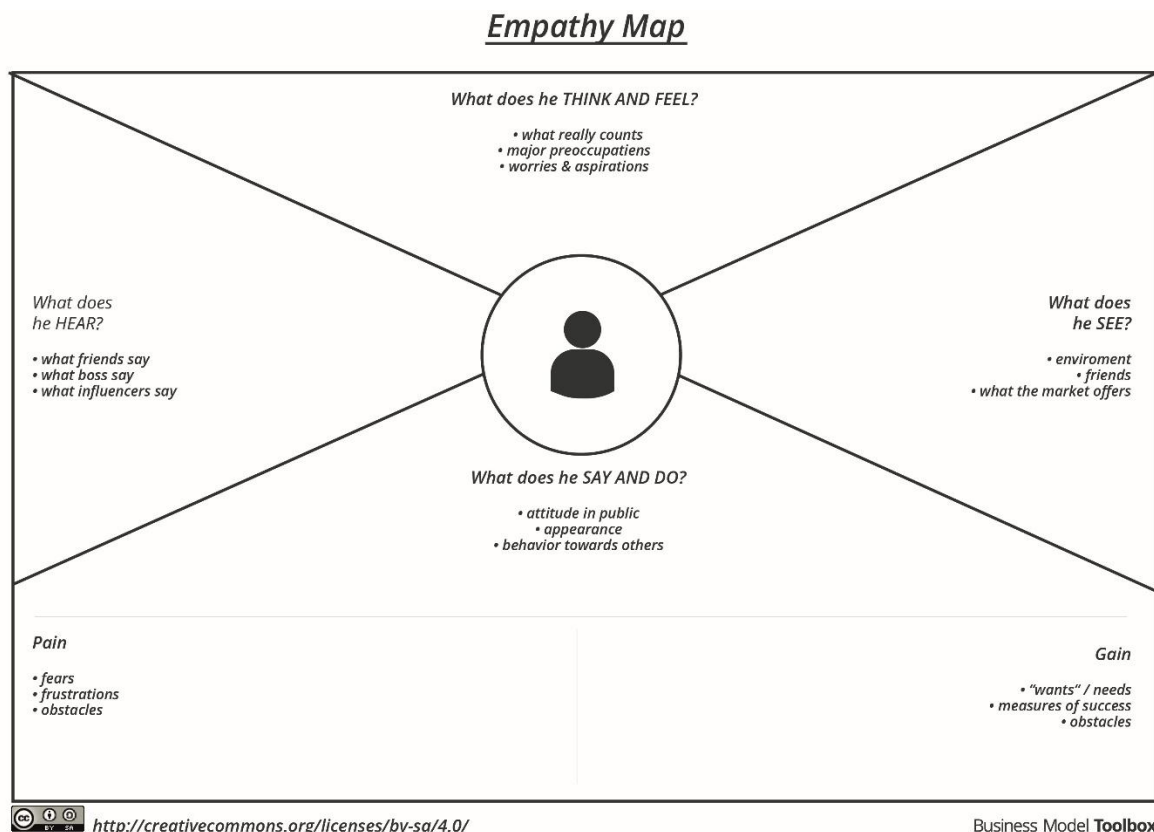 Empathy Map
What does he THINK AND FEEL?
• what really counts
• major preoccupatiens
• worries & aspirations
What does
he HEAR?
• what friends say
• what boss say
• what influencers say
What does
he SEE?
• enviroment
• friends
• what the market offers
What does he SAY AND DO?
• attitude in public
• appearance
• behavior towards others
Pain
• fears
• frustrations
• obstacles
Gain
• “wants” / needs
• measures of success
• obstacles
cc
BY SA
http://creativecommons.org/licenses/by-sa/4.0/
Business Model Toolbox